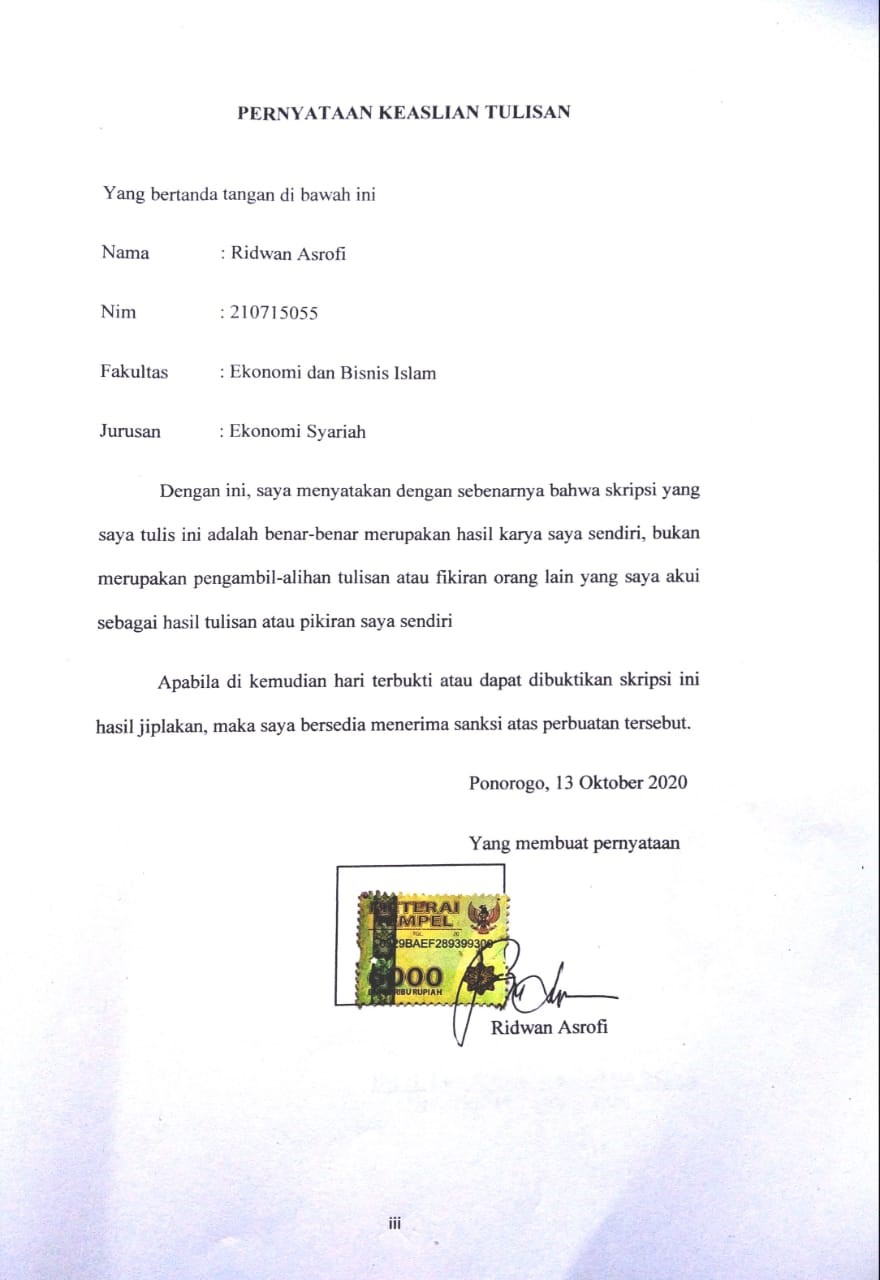 PERNYATAAN KEASLIAN TULISAN
Yang bertanda tangan di bawah ini
Nama : Ridwan Asrofi
Nim : 210715055
Fakultas : Ekonomi dan Bisnis Islam
Jurusan : Ekonomi Syariah
Dengan ini, saya menyatakan dengan sebenarnya bahwa skripsi yang
saya tulis ini adalah benar-benar merupakan hasil karya saya sendiri, bukan
merupakan pengambil-alihan tulisan atau fikiran orang lain yang saya akui
sebagai hasil tulisan atau pikiran saya sendiri
Apabila di kemudian hari terbukti atau dapat dibuktikan skripsi ini
hasil jiplakan, maka saya bersedia menerima sanksi atas perbuatan tersebut.
Ponorogo, 13 Oktober 2020
Yang membuat pernyataan
METERAI
TEMPEL
6000
RIBU RUPIAH
Ridwan Asrofi
iii